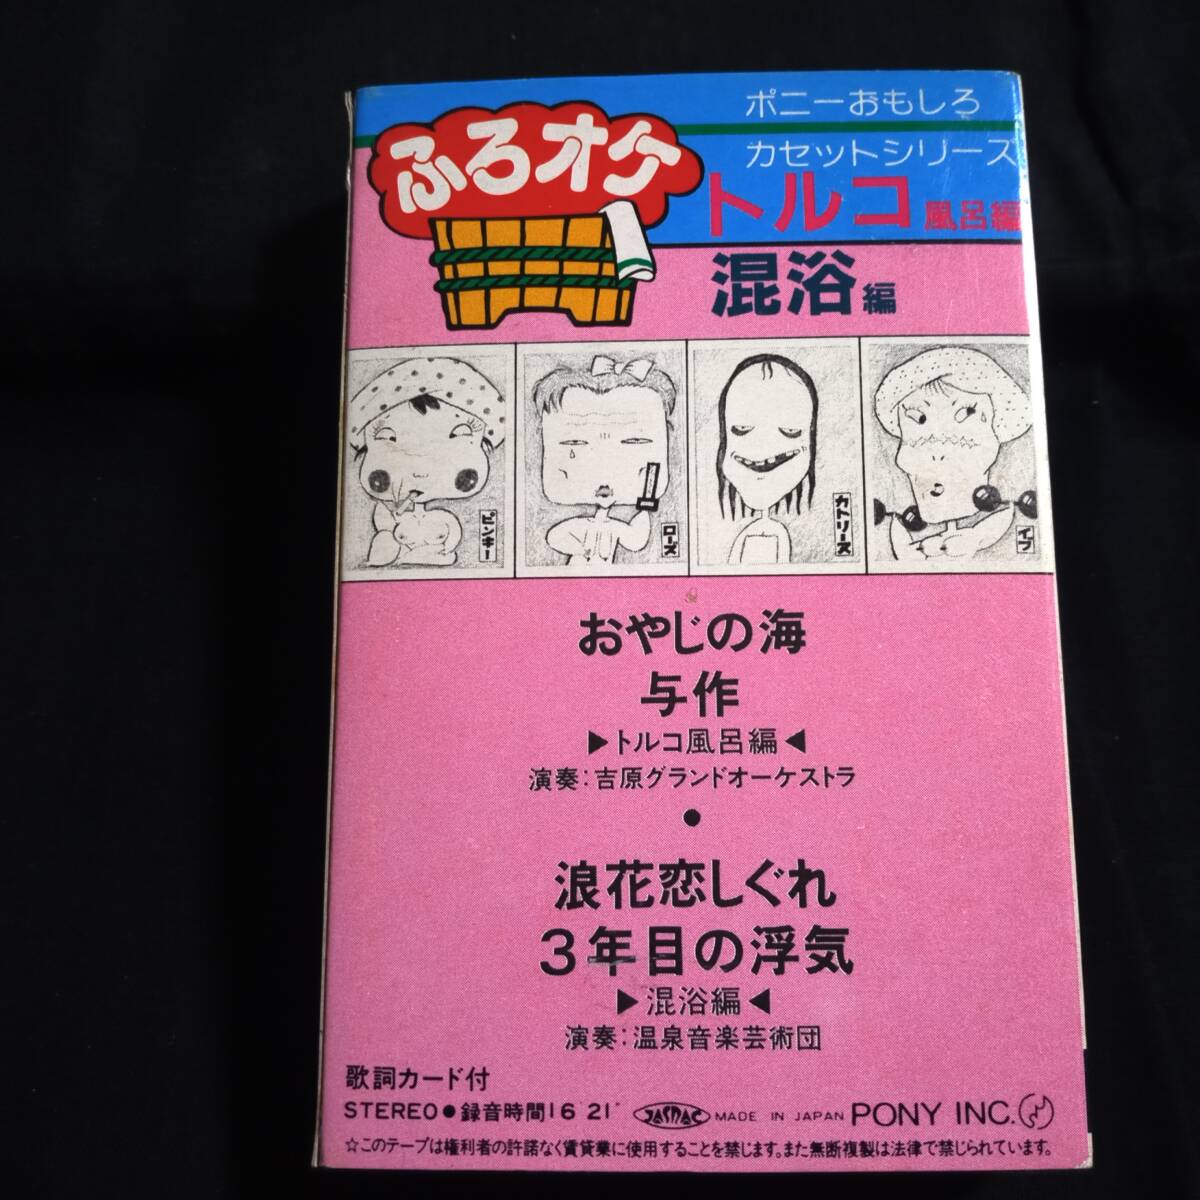 ポニーおもしろ
カセットシリーズ
ふろオケ
トルコ風呂編
混浴編
ピンキー
ローズ
カトリーヌ
イブ
おやじの海
与作
▶トルコ風呂編◀
演奏:吉原グランドオーケストラ
●
浪花恋しぐれ
3年目の浮気
▶混浴編◀
演奏:温泉音楽芸術団
歌詞カード付
STEREO●録音時間16′21″ JASRAC MADE IN JAPAN PONY INC.
☆このテープは権利者の許諾なく賃貸業に使用することを禁じます。また無断複製は法律で禁じられています。